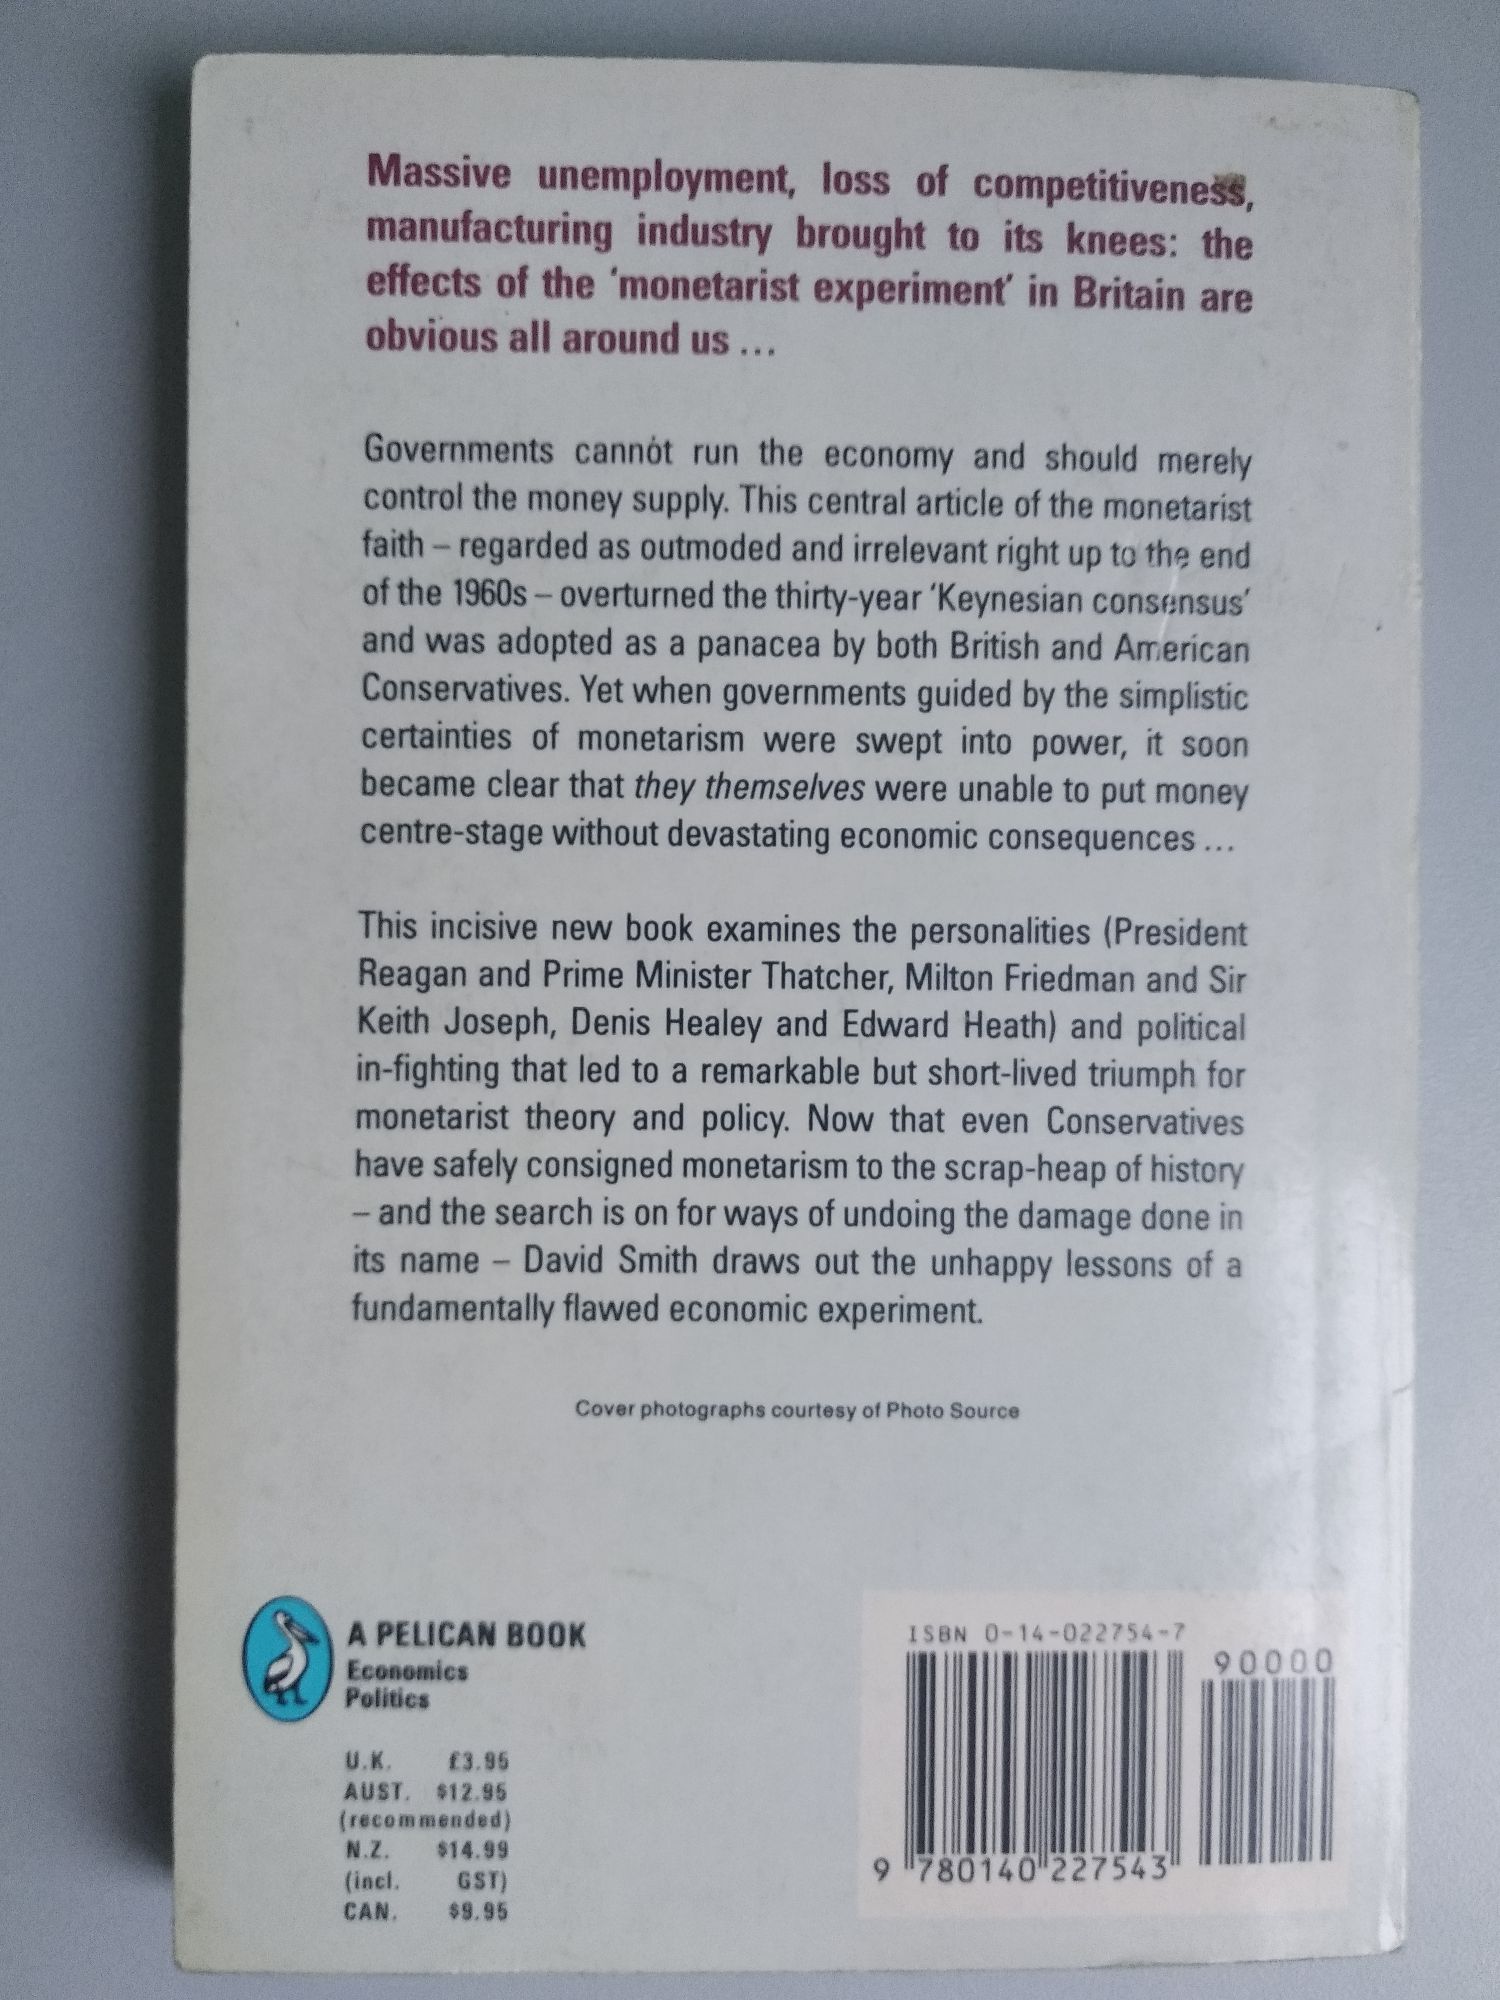 Massive unemployment, loss of competitiveness,
manufacturing industry brought to its knees: the
effects of the 'monetarist experiment' in Britain are
obvious all around us ...
Governments cannot run the economy and should merely
control the money supply. This central article of the monetarist
faith – regarded as outmoded and irrelevant right up to the end
of the 1960s – overturned the thirty-year 'Keynesian consensus'
and was adopted as a panacea by both British and American
Conservatives. Yet when governments guided by the simplistic
certainties of monetarism were swept into power, it soon
became clear that they themselves were unable to put money
centre-stage without devastating economic consequences ...
This incisive new book examines the personalities (President
Reagan and Prime Minister Thatcher, Milton Friedman and Sir
Keith Joseph, Denis Healey and Edward Heath) and political
in-fighting that led to a remarkable but short-lived triumph for
monetarist theory and policy. Now that even Conservatives
have safely consigned monetarism to the scrap-heap of history
– and the search is on for ways of undoing the damage done in
its name – David Smith draws out the unhappy lessons of a
fundamentally flawed economic experiment.
Cover photographs courtesy of Photo Source
A PELICAN BOOK
Economics
Politics
U.K. £3.95
AUST. $12.95
(recommended)
N.Z. $14.99
(incl. GST)
CAN. $9.95
ISBN 0-14-022754-7
90000
9 780140 227543